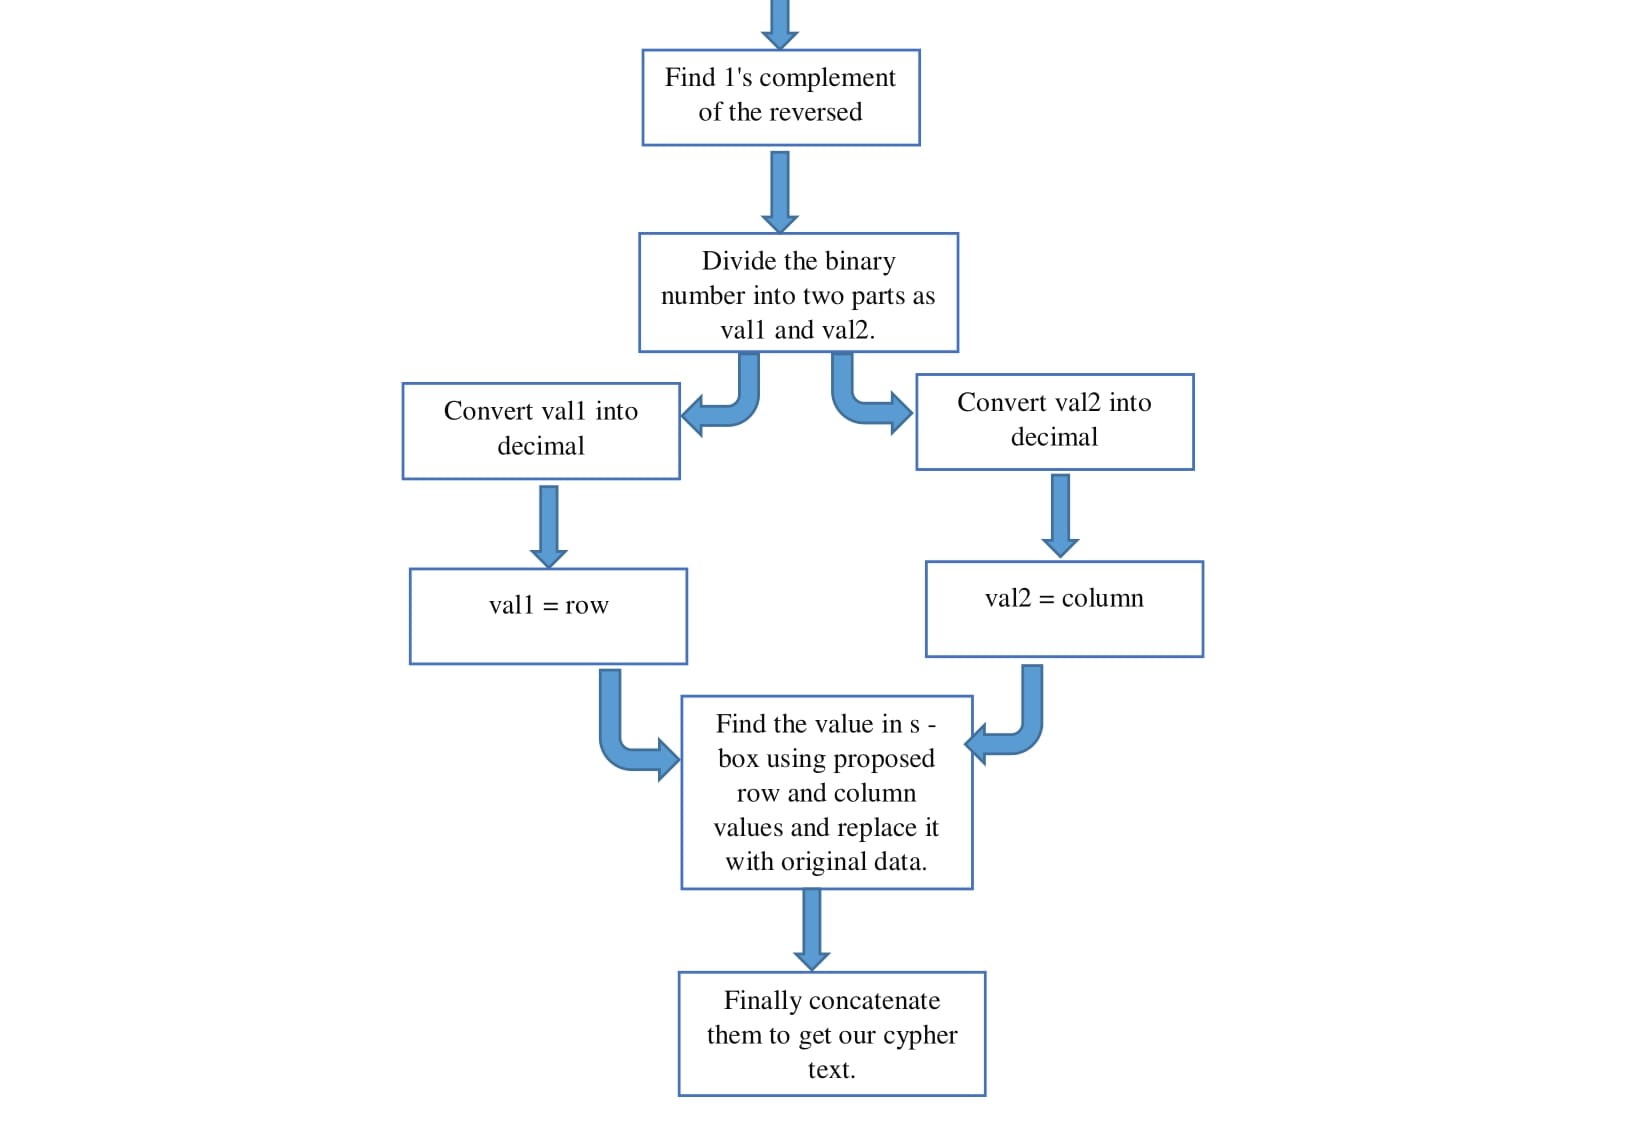 Find 1's complement
of the reversed
Divide the binary
number into two parts as
val1 and val2.
Convert val1 into
decimal
Convert val2 into
decimal
val1 = row
val2 = column
Find the value in s -
box using proposed
row and column
values and replace it
with original data.
Finally concatenate
them to get our cypher
text.